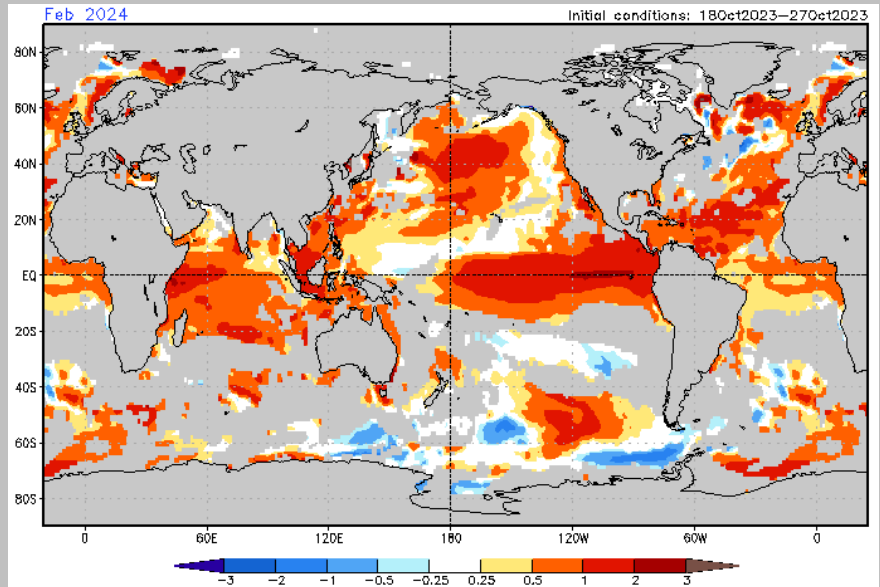 Feb 2024
Initial conditions: 18Oct2023-27Oct2023
80N
60N
40N
20N
EQ
20S
40S
60S
80S
0 60E 120E 180 120W 60W 0
-3 -2 -1 -0.5 -0.25 0.25 0.5 1 2 3